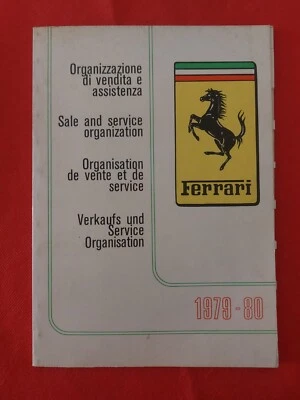 Organizzazione
di vendita e
assistenza
Sale and service
organization
Organisation
de vente et de
service
Verkaufs und
Service
Organisation
Ferrari
1979-80